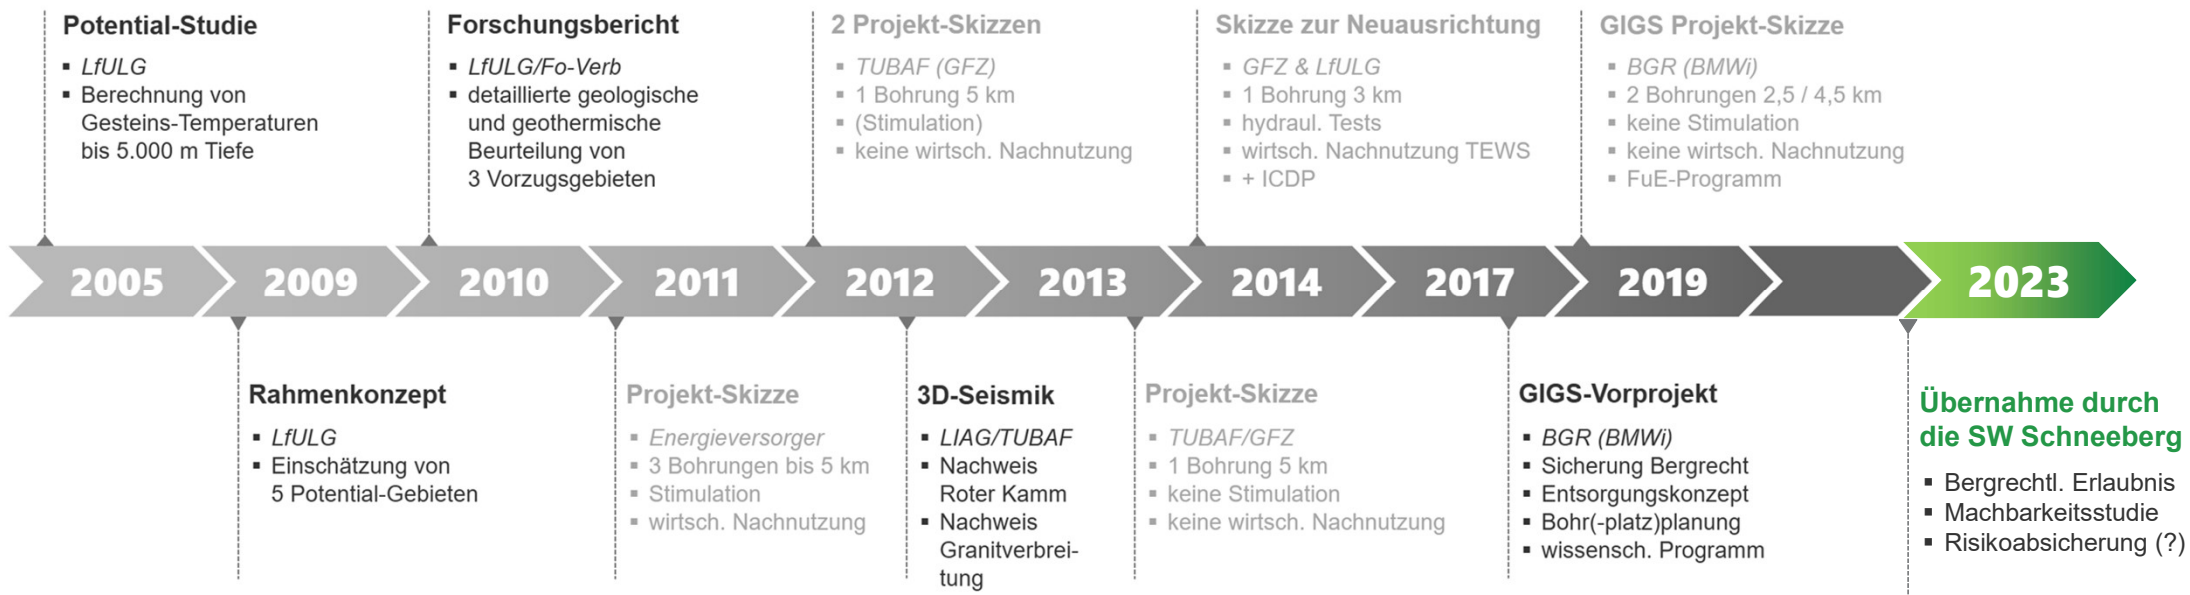 Potential-Studie
▪ LfULG
▪ Berechnung von
Gesteins-Temperaturen
bis 5.000 m Tiefe
Forschungsbericht
▪ LfULG/Fo-Verb
▪ detaillierte geologische
und geothermische
Beurteilung von
3 Vorzugsgebieten
2 Projekt-Skizzen
▪ TUBAF (GFZ)
▪ 1 Bohrung 5 km
▪ (Stimulation)
▪ keine wirtsch. Nachnutzung
Skizze zur Neuausrichtung
▪ GFZ & LfULG
▪ 1 Bohrung 3 km
▪ hydraul. Tests
▪ wirtsch. Nachnutzung TEWS
▪ + ICDP
GIGS Projekt-Skizze
▪ BGR (BMWi)
▪ 2 Bohrungen 2,5 / 4,5 km
▪ keine Stimulation
▪ keine wirtsch. Nachnutzung
▪ FuE-Programm
2005 2009 2010 2011 2012 2013 2014 2017 2019 2023
Rahmenkonzept
▪ LfULG
▪ Einschätzung von
5 Potential-Gebieten
Projekt-Skizze
▪ Energieversorger
▪ 3 Bohrungen bis 5 km
▪ Stimulation
▪ wirtsch. Nachnutzung
3D-Seismik
▪ LIAG/TUBAF
▪ Nachweis
Roter Kamm
▪ Nachweis
Granitverbrei-
tung
Projekt-Skizze
▪ TUBAF/GFZ
▪ 1 Bohrung 5 km
▪ keine Stimulation
▪ keine wirtsch. Nachnutzung
GIGS-Vorprojekt
▪ BGR (BMWi)
▪ Sicherung Bergrecht
▪ Entsorgungskonzept
▪ Bohr(-platz)planung
▪ wissensch. Programm
Übernahme durch
die SW Schneeberg
▪ Bergrechtl. Erlaubnis
▪ Machbarkeitsstudie
▪ Risikoabsicherung (?)